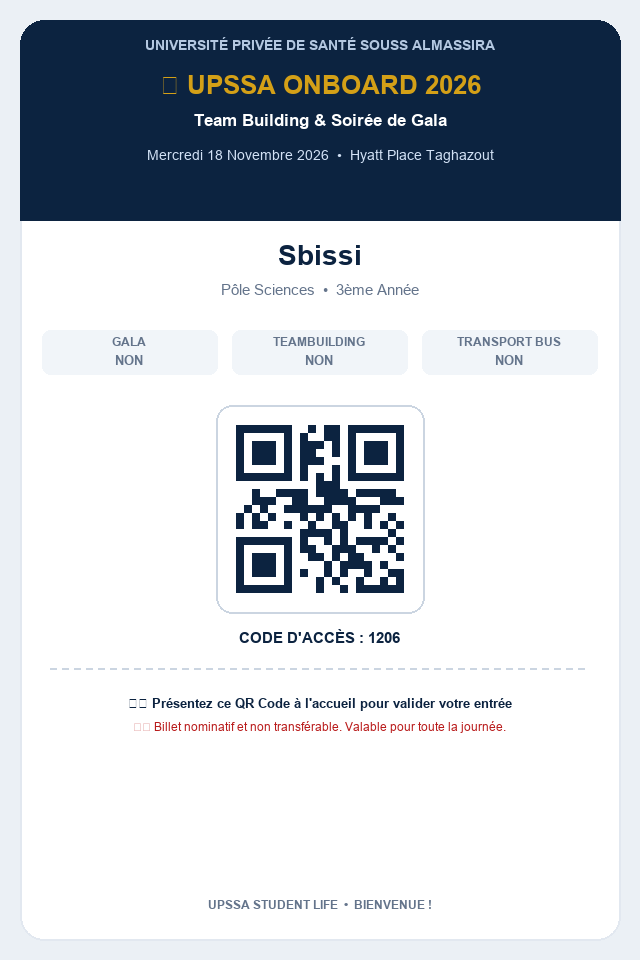 UNIVERSITÉ PRIVÉE DE SANTÉ SOUSS ALMASSIRA
UPSSA ONBOARD 2026
Team Building & Soirée de Gala
Mercredi 18 Novembre 2026 • Hyatt Place Taghazout
Sbissi
Pôle Sciences • 3ème Année
GALA
NON
TEAMBUILDING
NON
TRANSPORT BUS
NON
CODE D'ACCÈS : 1206
Présentez ce QR Code à l'accueil pour valider votre entrée
Billet nominatif et non transférable. Valable pour toute la journée.
UPSSA STUDENT LIFE • BIENVENUE !